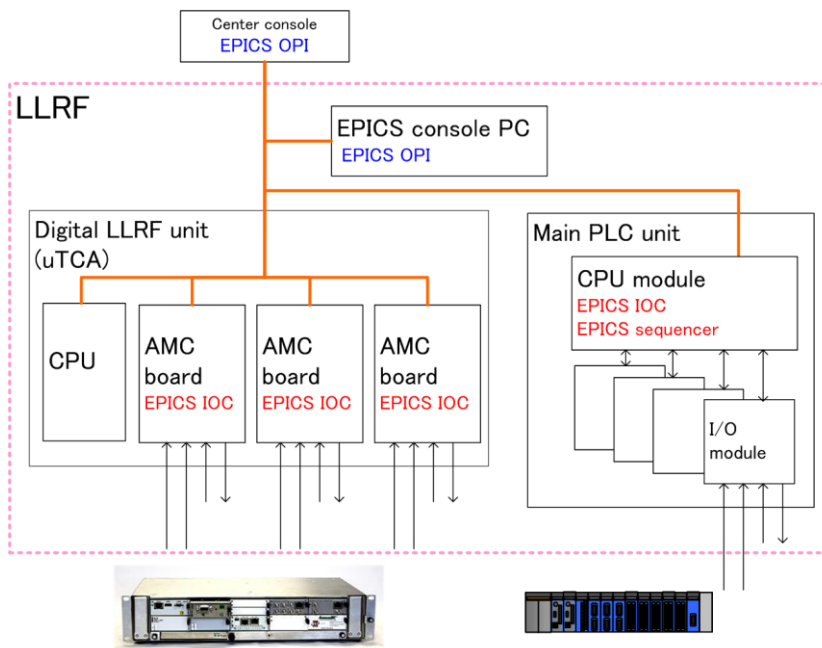 Center console
EPICS OPI
LLRF
EPICS console PC
EPICS OPI
Digital LLRF unit
(uTCA)
CPU
AMC
board
EPICS IOC
AMC
board
EPICS IOC
AMC
board
EPICS IOC
Main PLC unit
CPU module
EPICS IOC
EPICS sequencer
I/O
module